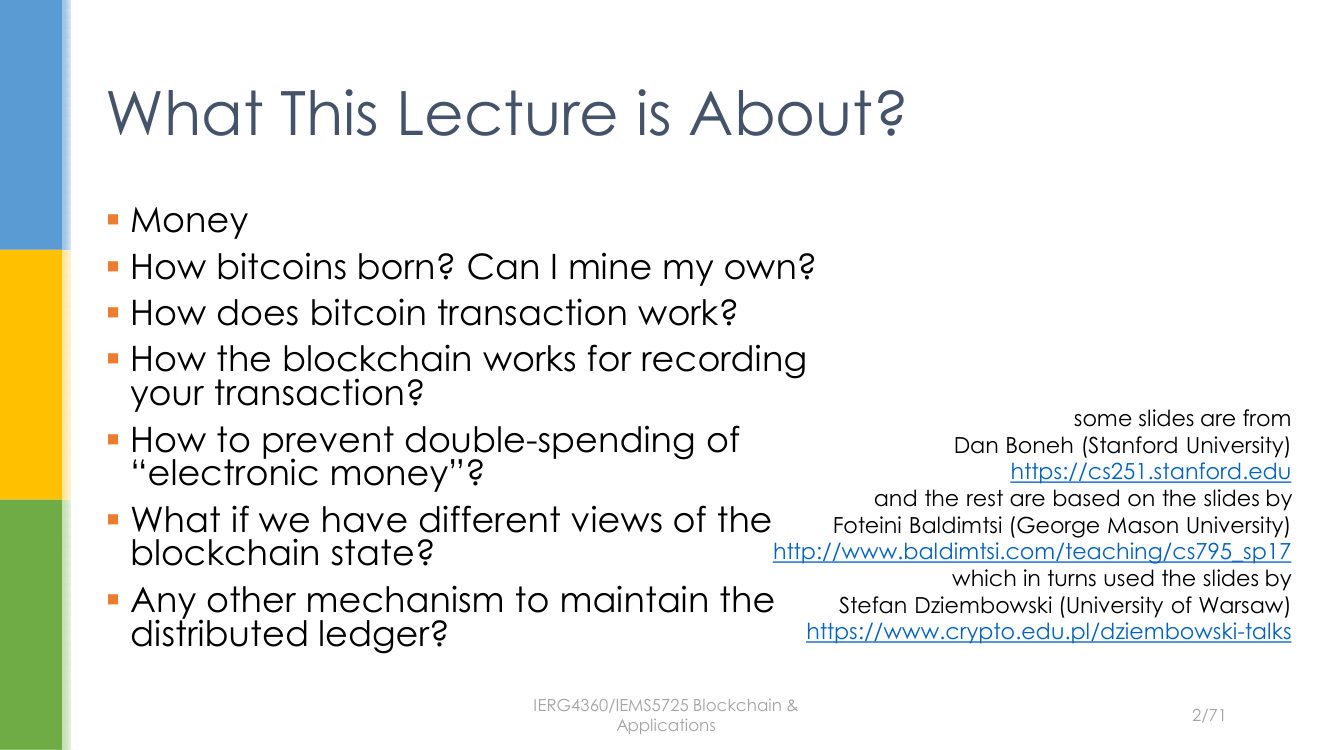 What This Lecture is About?
▪ Money
▪ How bitcoins born? Can I mine my own?
▪ How does bitcoin transaction work?
▪ How the blockchain works for recording
your transaction?
▪ How to prevent double-spending of
“electronic money”?
▪ What if we have different views of the
blockchain state?
▪ Any other mechanism to maintain the
distributed ledger?
some slides are from
Dan Boneh (Stanford University)
https://cs251.stanford.edu
and the rest are based on the slides by
Foteini Baldimtsi (George Mason University)
http://www.baldimtsi.com/teaching/cs795_sp17
which in turns used the slides by
Stefan Dziembowski (University of Warsaw)
https://www.crypto.edu.pl/dziembowski-talks
IERG4360/IEMS5725 Blockchain &
Applications
2/71